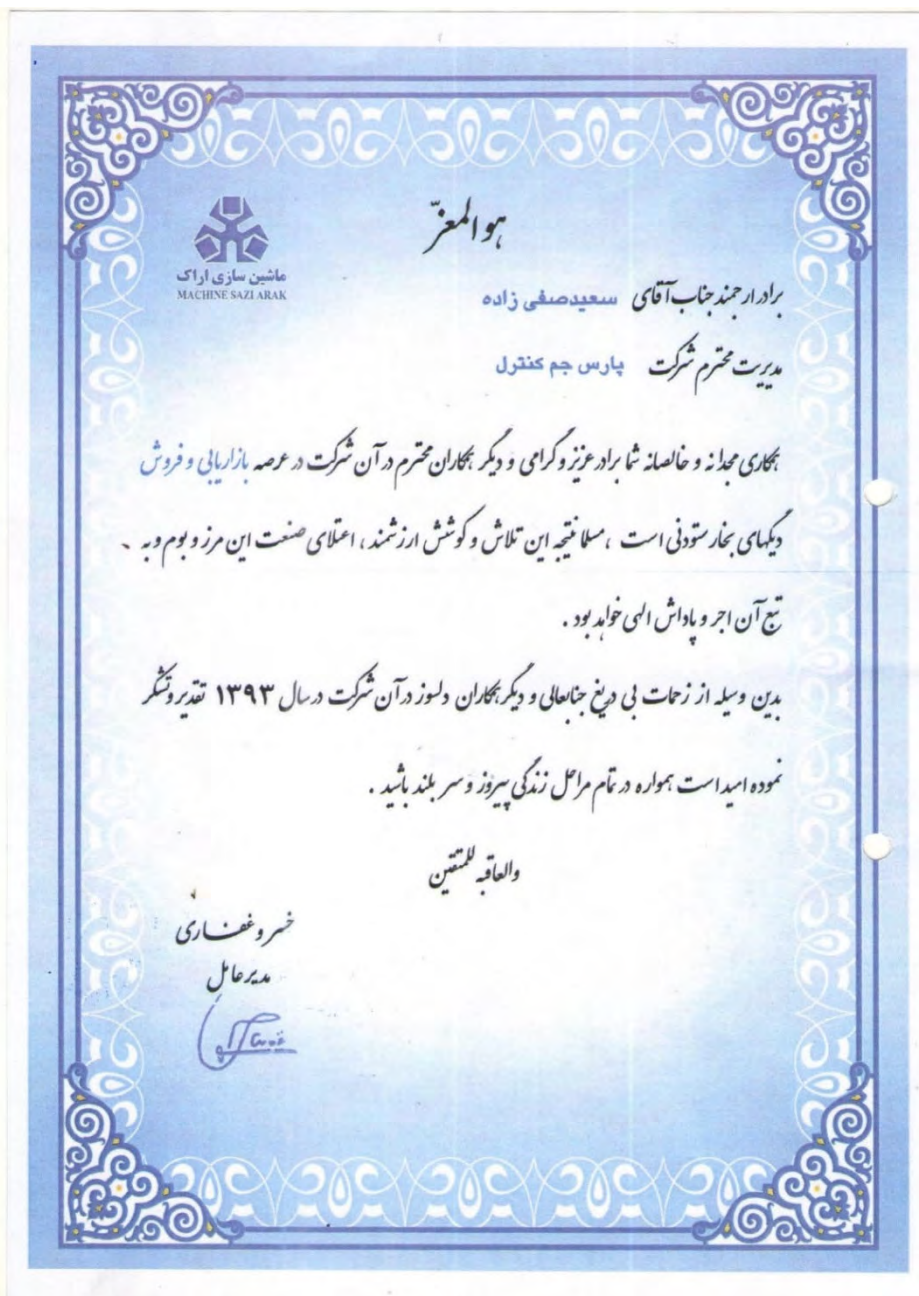 هو المعزّ
ماشین سازی اراک
MACHINE SAZI ARAK
برادر ارجمند جناب آقای سعیدصفی زاده
مدیریت محترم شرکت پارس جم کنترل
همکاری مجدانه و خالصانه شما برادر عزیز و گرامی و دیگر همکاران محترم در آن شرکت در عرصه بازاریابی و فروش
دیگهای بخار ستودنی است ، مسلما نتیجه این تلاش و کوشش ارزشمند ، اعتلای صنعت این مرز و بوم و به
تبع آن اجر و پاداش الهی خواهد بود .
بدین وسیله از زحمات بی دریغ جنابعالی و دیگر همکاران دلسوز در آن شرکت در سال ۱۳۹۳ تقدیر و تشکر
نموده امید است همواره در تمام مراحل زندگی پیروز و سر بلند باشید .
والعاقبه للمتقین
خسرو غفاری
مدیر عامل